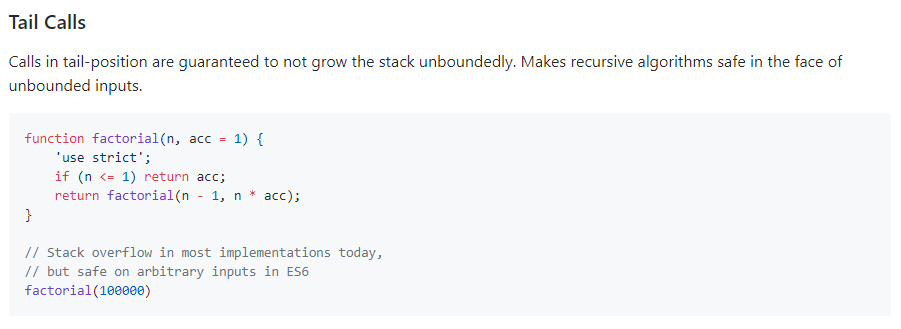 Tail Calls
Calls in tail-position are guaranteed to not grow the stack unboundedly. Makes recursive algorithms safe in the face of
unbounded inputs.
function factorial(n, acc = 1) {
    'use strict';
    if (n <= 1) return acc;
    return factorial(n - 1, n * acc);
}
// Stack overflow in most implementations today,
// but safe on arbitrary inputs in ES6
factorial(100000)